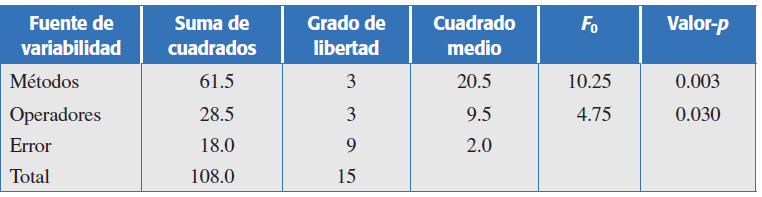 Fuente de variabilidad Suma de cuadrados Grado de libertad Cuadrado medio F0 Valor-p
Métodos 61.5 3 20.5 10.25 0.003
Operadores 28.5 3 9.5 4.75 0.030
Error 18.0 9 2.0
Total 108.0 15